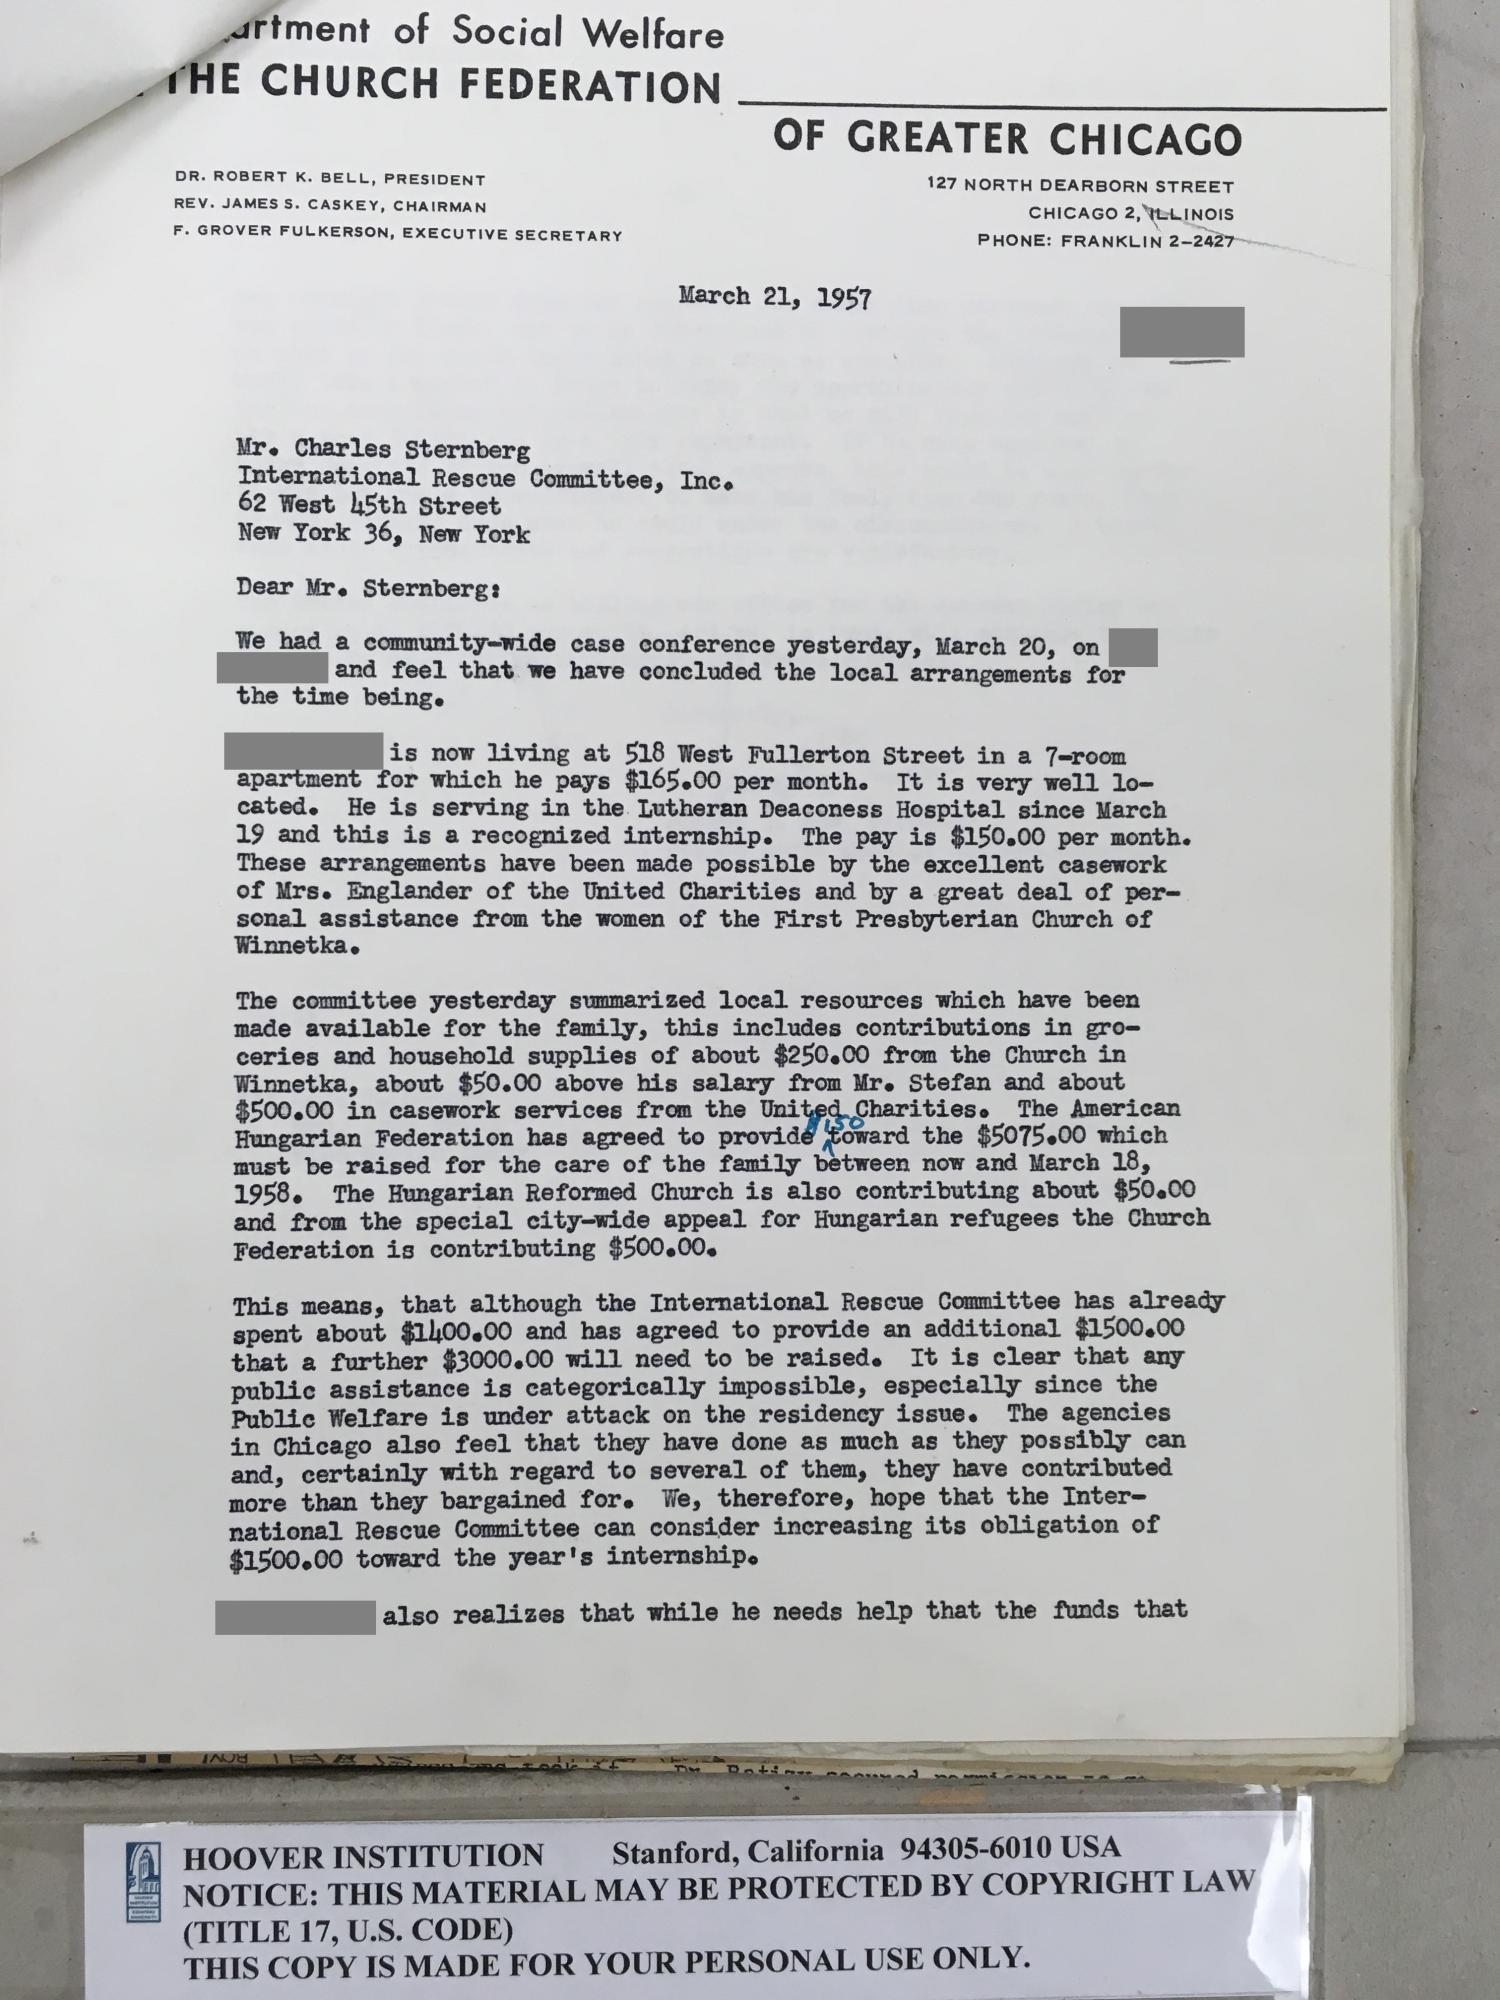 of Social Welfare
THE CHURCH FEDERATION
OF GREATER CHICAGO
DR. ROBERT K. BELL, PRESIDENT
REV. JAMES S. CASKEY, CHAIRMAN
F. GROVER FULKERSON, EXECUTIVE SECRETARY
127 NORTH DEARBORN STREET
CHICAGO 2, ILLINOIS
PHONE: FRANKLIN 2-2427
March 21, 1957
Mr. Charles Sternberg
International Rescue Committee, Inc.
62 West 45th Street
New York 36, New York
Dear Mr. Sternberg:
We had a community-wide case conference yesterday, March 20, on
and feel that we have concluded the local arrangements for
the time being.
is now living at 518 West Fullerton Street in a 7-room
apartment for which he pays $165.00 per month. It is very well lo-
cated. He is serving in the Lutheran Deaconess Hospital since March
19 and this is a recognized internship. The pay is $150.00 per month.
These arrangements have been made possible by the excellent casework
of Mrs. Englander of the United Charities and by a great deal of per-
sonal assistance from the women of the First Presbyterian Church of
Winnetka.
The committee yesterday summarized local resources which have been
made available for the family, this includes contributions in gro-
ceries and household supplies of about $250.00 from the Church in
Winnetka, about $50.00 above his salary from Mr. Stefan and about
$500.00 in casework services from the United Charities. The American
$150
Hungarian Federation has agreed to provide toward the $5075.00 which
must be raised for the care of the family between now and March 18,
1958. The Hungarian Reformed Church is also contributing about $50.00
and from the special city-wide appeal for Hungarian refugees the Church
Federation is contributing $500.00.
This means, that although the International Rescue Committee has already
spent about $1400.00 and has agreed to provide an additional $1500.00
that a further $3000.00 will need to be raised. It is clear that any
public assistance is categorically impossible, especially since the
Public Welfare is under attack on the residency issue. The agencies
in Chicago also feel that they have done as much as they possibly can
and, certainly with regard to several of them, they have contributed
more than they bargained for. We, therefore, hope that the Inter-
national Rescue Committee can consider increasing its obligation of
$1500.00 toward the year's internship.
also realizes that while he needs help that the funds that
HOOVER INSTITUTION Stanford, California 94305-6010 USA
NOTICE: THIS MATERIAL MAY BE PROTECTED BY COPYRIGHT LAW
(TITLE 17, U.S. CODE)
THIS COPY IS MADE FOR YOUR PERSONAL USE ONLY.